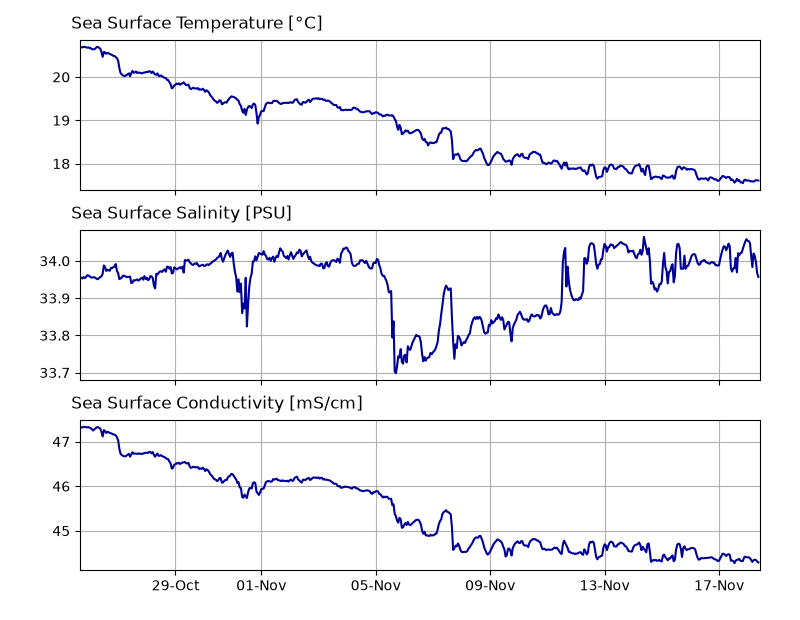 Sea Surface Temperature [°C]
20
19
18
Sea Surface Salinity [PSU]
34.0
33.9
33.8
33.7
Sea Surface Conductivity [mS/cm]
47
46
45
29-Oct 01-Nov 05-Nov 09-Nov 13-Nov 17-Nov